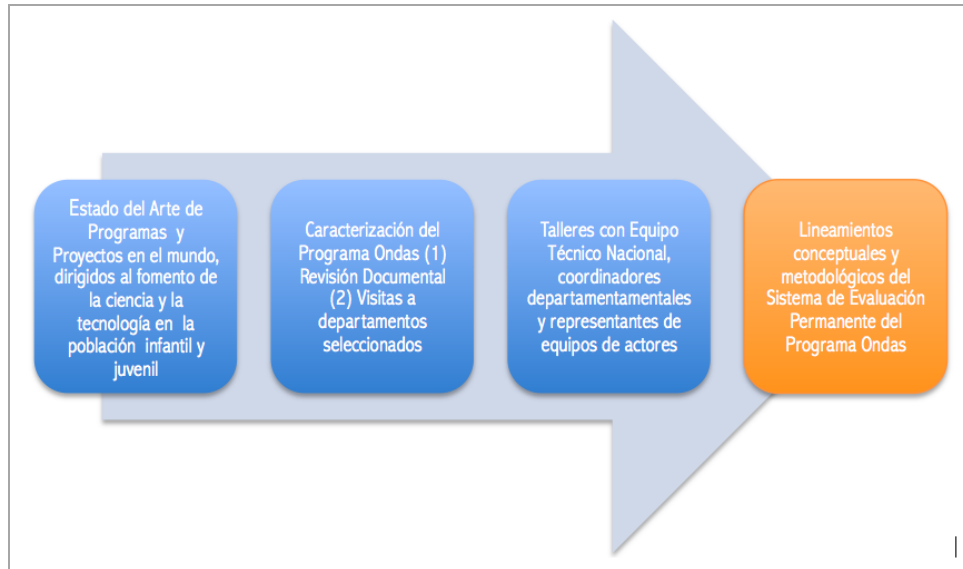 Estado del Arte de
Programas y
Proyectos en el mundo,
dirigidos al fomento de
la ciencia y la
tecnología en la
población infantil y
juvenil
Caracterización del
Programa Ondas (1)
Revisión Documental
(2) Visitas a
departamentos
seleccionados
Talleres con Equipo
Técnico Nacional,
coordinadores
departamentamentales
y representantes de
equipos de actores
Lineamientos
conceptuales y
metodológicos del
Sistema de Evaluación
Permanente del
Programa Ondas